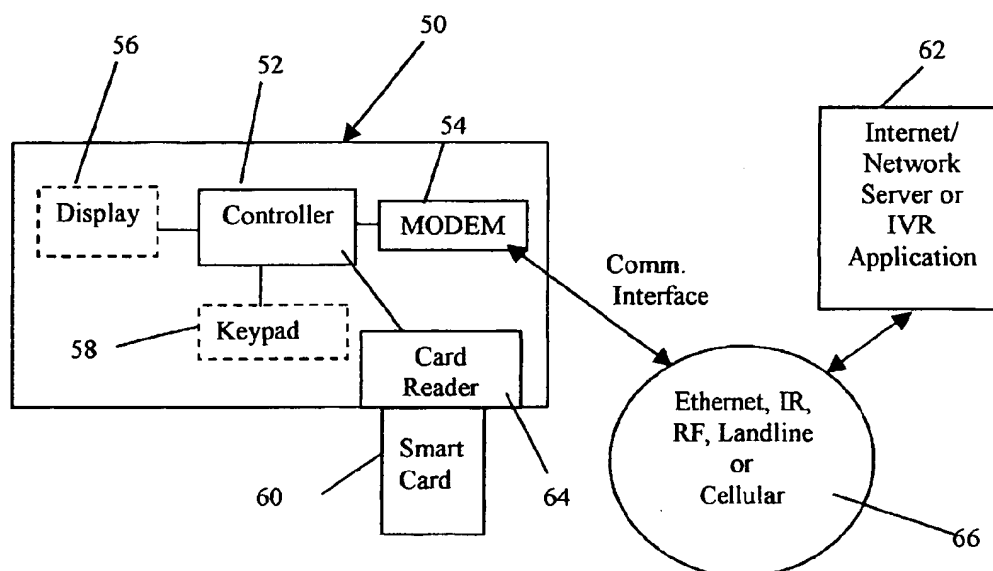 50
56
52
62
54
Display
Controller
MODEM
Internet/
Network
Server or
IVR
Application
Comm.
Interface
58
Keypad
Card
Reader
Ethernet, IR,
RF, Landline
or
Cellular
60
Smart
Card
64
66